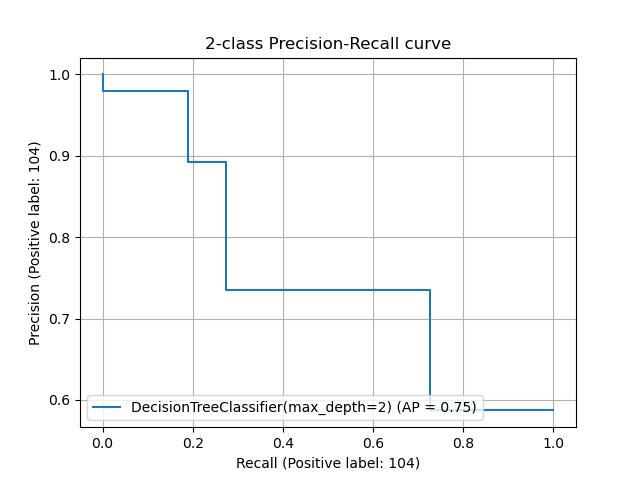 2-class Precision-Recall curve
1.0
0.9
0.8
0.7
0.6
Precision (Positive label: 104)
DecisionTreeClassifier(max_depth=2) (AP = 0.75)
0.0 0.2 0.4 0.6 0.8 1.0
Recall (Positive label: 104)